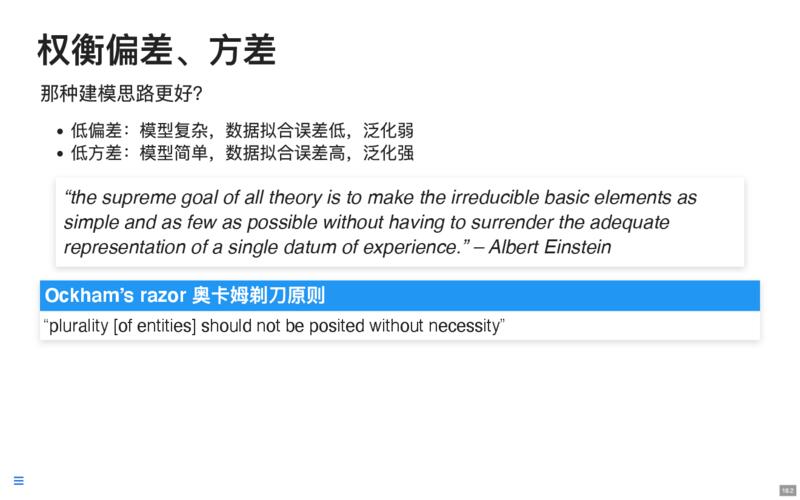 权衡偏差、方差
那种建模思路更好?
• 低偏差：模型复杂，数据拟合误差低，泛化弱
• 低方差：模型简单，数据拟合误差高，泛化强
“the supreme goal of all theory is to make the irreducible basic elements as
simple and as few as possible without having to surrender the adequate
representation of a single datum of experience.” – Albert Einstein
Ockham’s razor 奥卡姆剃刀原则
“plurality [of entities] should not be posited without necessity”
18.2